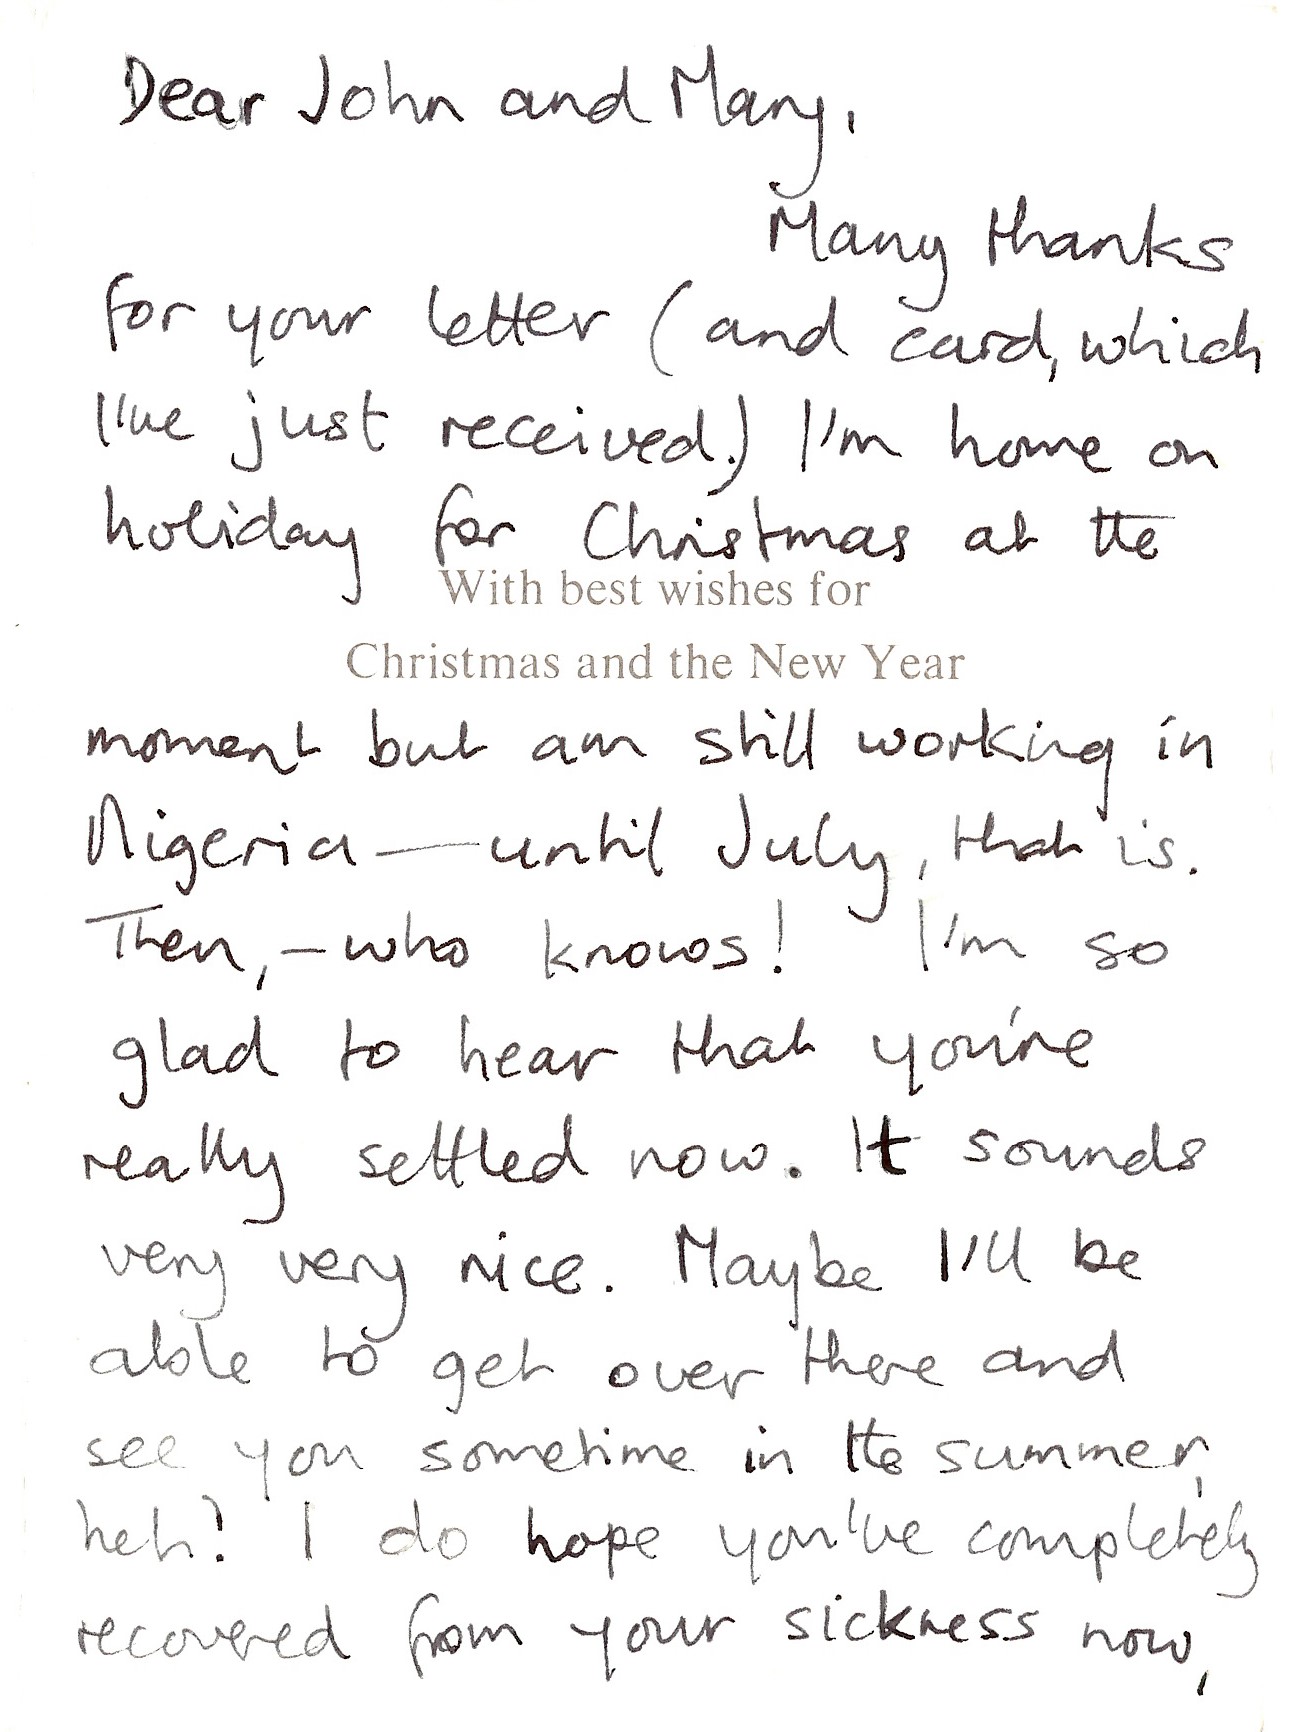 Dear John and Mary,
Many thanks
for your letter (and card, which
I've just received.) I'm home on
holiday for Christmas at the
With best wishes for
Christmas and the New Year
moment but am still working in
Nigeria — until July, that is.
Then, — who knows! I'm so
glad to hear that you're
really settled now. It sounds
very very nice. Maybe I'll be
able to get over there and
see you sometime in the summer,
heh! I do hope you've completely
recovered from your sickness now,